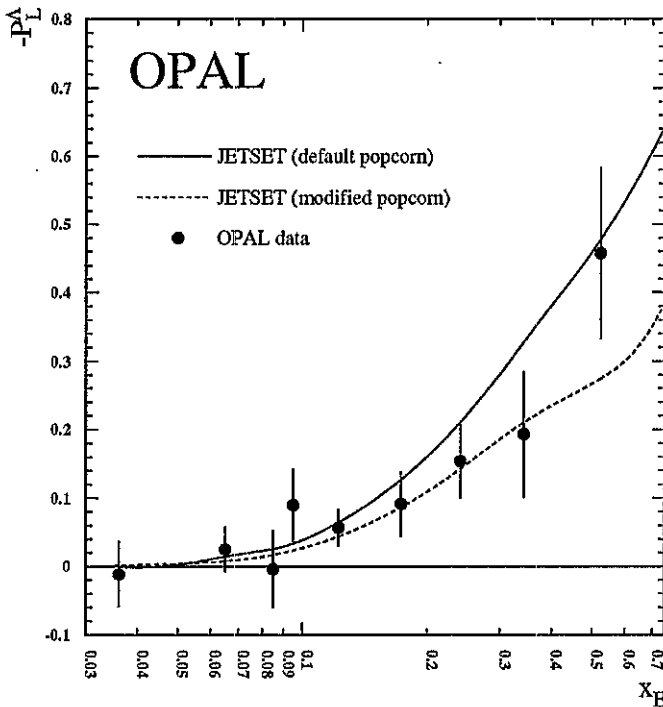 -P_L^Λ
OPAL
JETSET (default popcorn)
JETSET (modified popcorn)
OPAL data
0.8
0.7
0.6
0.5
0.4
0.3
0.2
0.1
0
-0.1
0.03 0.04 0.05 0.06 0.07 0.08 0.09 0.1 0.2 0.3 0.4 0.5 0.6 0.7
x_E